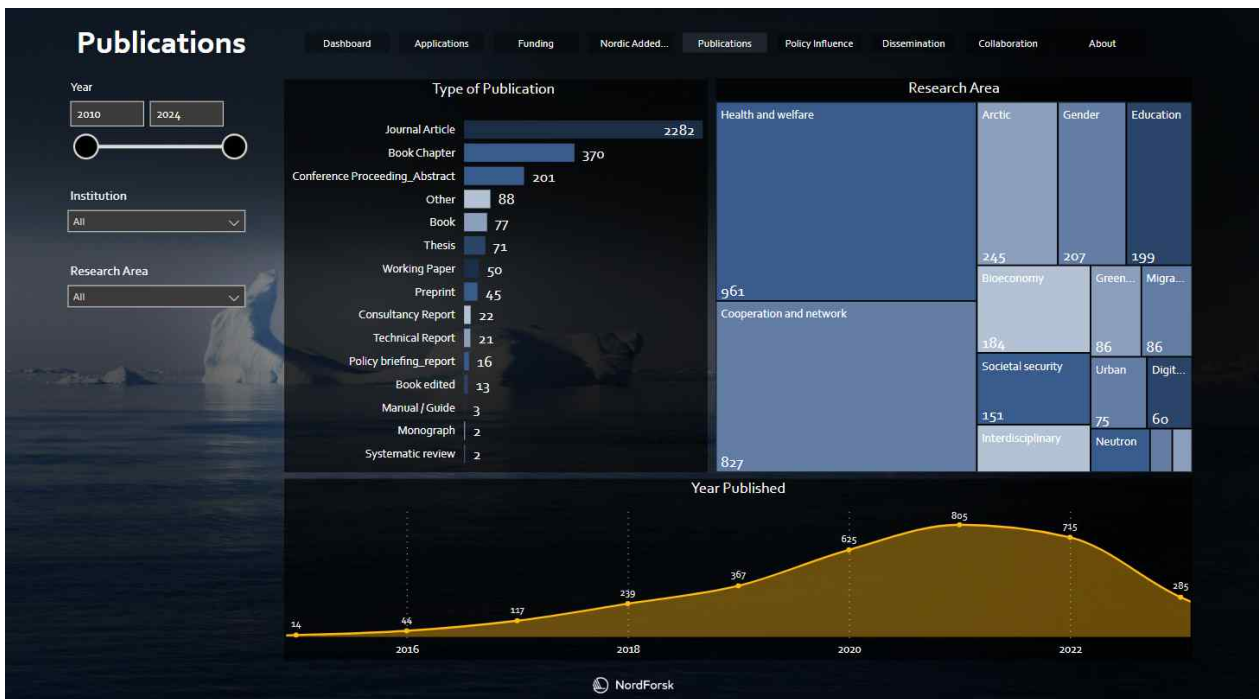 Publications
Dashboard
Applications
Funding
Nordic Added...
Publications
Policy Influence
Dissemination
Collaboration
About
Year
2010
2024
Institution
All
Research Area
All
Type of Publication
Journal Article 2282
Book Chapter 370
Conference Proceeding_Abstract 201
Other 88
Book 77
Thesis 71
Working Paper 50
Preprint 45
Consultancy Report 22
Technical Report 21
Policy briefing_report 16
Book edited 13
Manual / Guide 3
Monograph 2
Systematic review 2
Research Area
Health and welfare
961
Cooperation and network
827
Arctic
245
Gender
207
Education
199
Bioeconomy
184
Green...
86
Migra...
86
Societal security
151
Urban
75
Digit...
60
Interdisciplinary
Neutron
Year Published
14
44
117
239
367
625
805
715
285
2016
2018
2020
2022
NordForsk